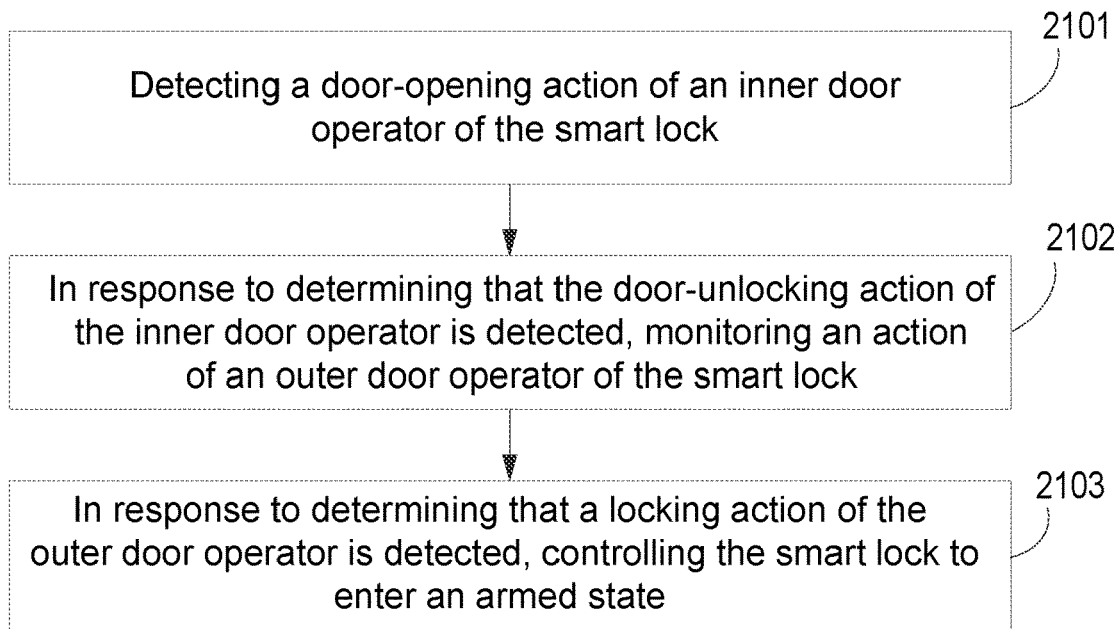 2101
Detecting a door-opening action of an inner door
operator of the smart lock
2102
In response to determining that the door-unlocking action of
the inner door operator is detected, monitoring an action
of an outer door operator of the smart lock
2103
In response to determining that a locking action of the
outer door operator is detected, controlling the smart lock to
enter an armed state